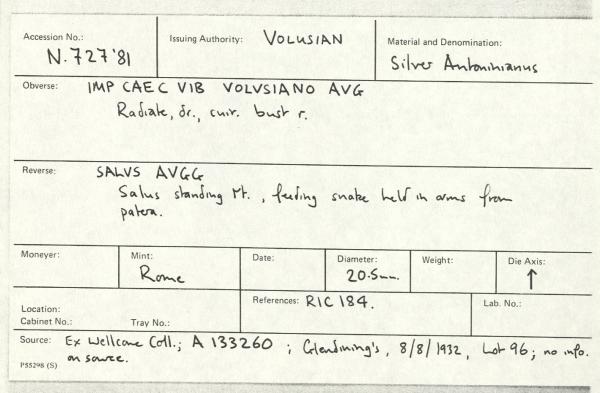 Accession No.: N.727'81 Issuing Authority: VOLUSIAN Material and Denomination: Silver Antoninianus
Obverse: IMP CAEC VIB VOLVSIANO AVG
Radiate, dr., cuir. bust r.
Reverse: SALVS AVGG
Salus standing rt., feeding snake held in arms from
patera.
Moneyer: Mint: Rome Date: Diameter: 20.5mm. Weight: Die Axis: ↑
Location: References: RIC 184. Lab. No.:
Cabinet No.: Tray No.:
Source: Ex Wellcome Coll.; A 133260 ; Glendining's, 8/8/1932, Lot 96; no info.
on source.
P55298 (S)